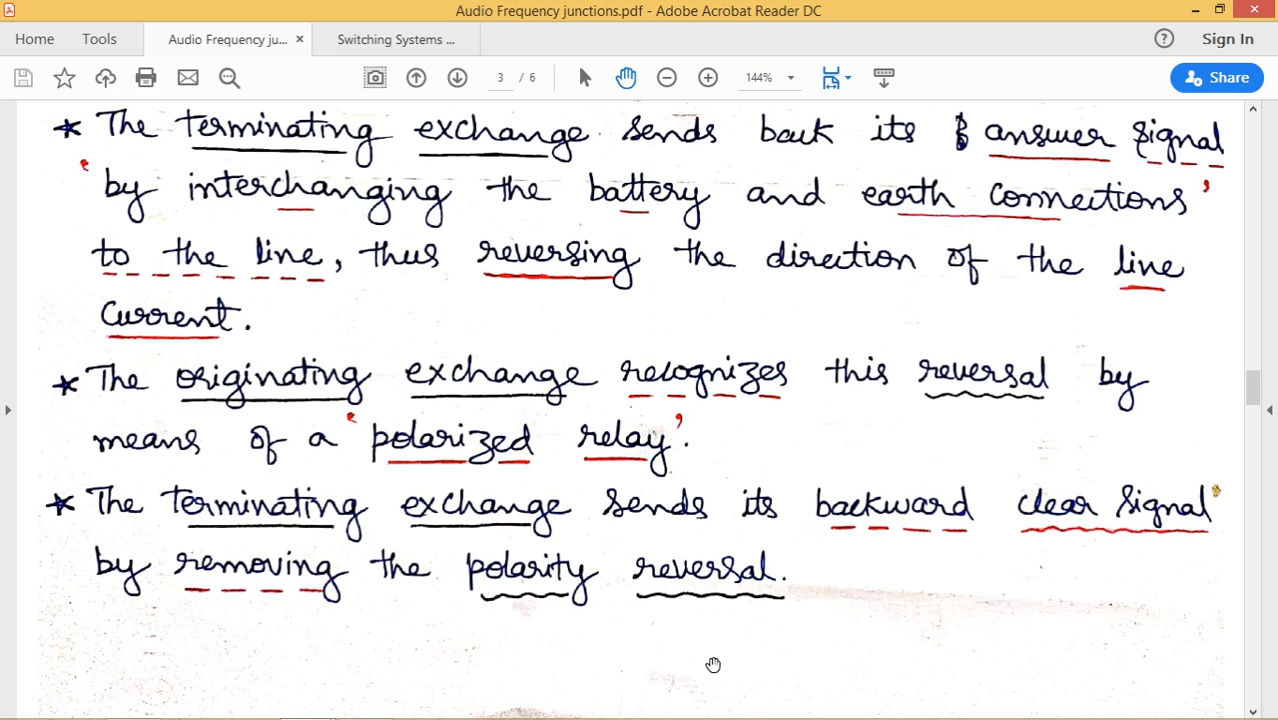 Audio Frequency junctions.pdf - Adobe Acrobat Reader DC
Home Tools Audio Frequency ju... × Switching Systems ... Sign In
3 / 6 144% Share
* The terminating exchange sends back its answer signal
'by interchanging the battery and earth connections'
to the line, thus reversing the direction of the line
current.
* The originating exchange recognizes this reversal by
means of a 'polarized relay'.
* The terminating exchange sends its backward clear signal
by removing the polarity reversal.